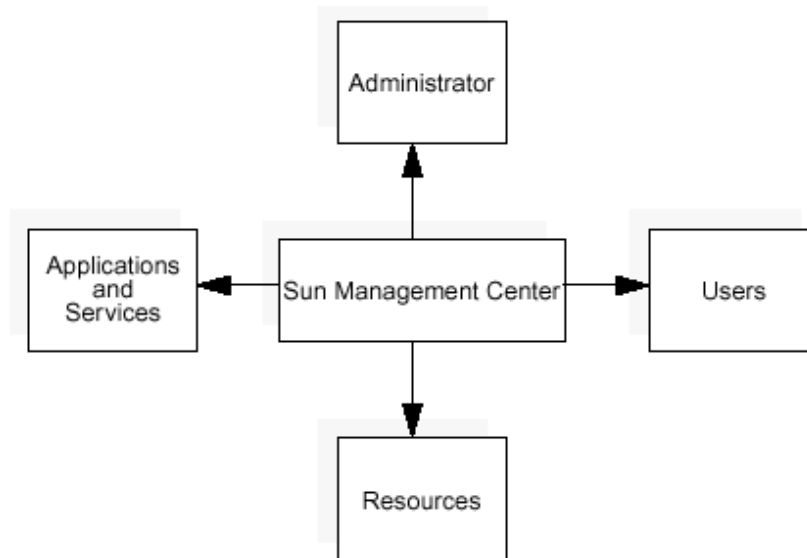 Administrator
Applications
and
Services
Sun Management Center
Users
Resources